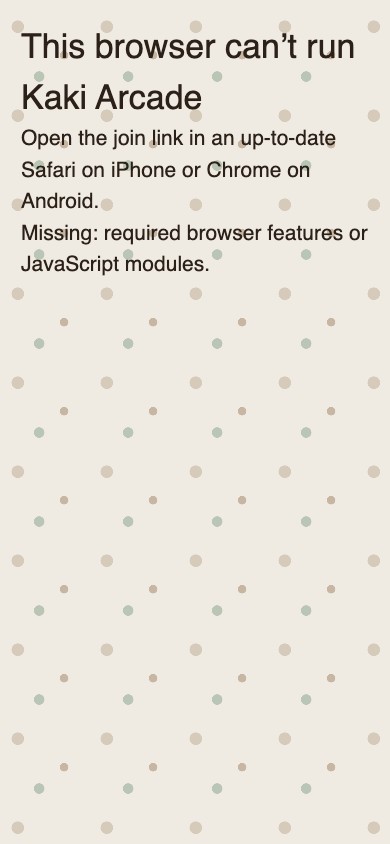 This browser can’t run
Kaki Arcade
Open the join link in an up-to-date
Safari on iPhone or Chrome on
Android.
Missing: required browser features or
JavaScript modules.